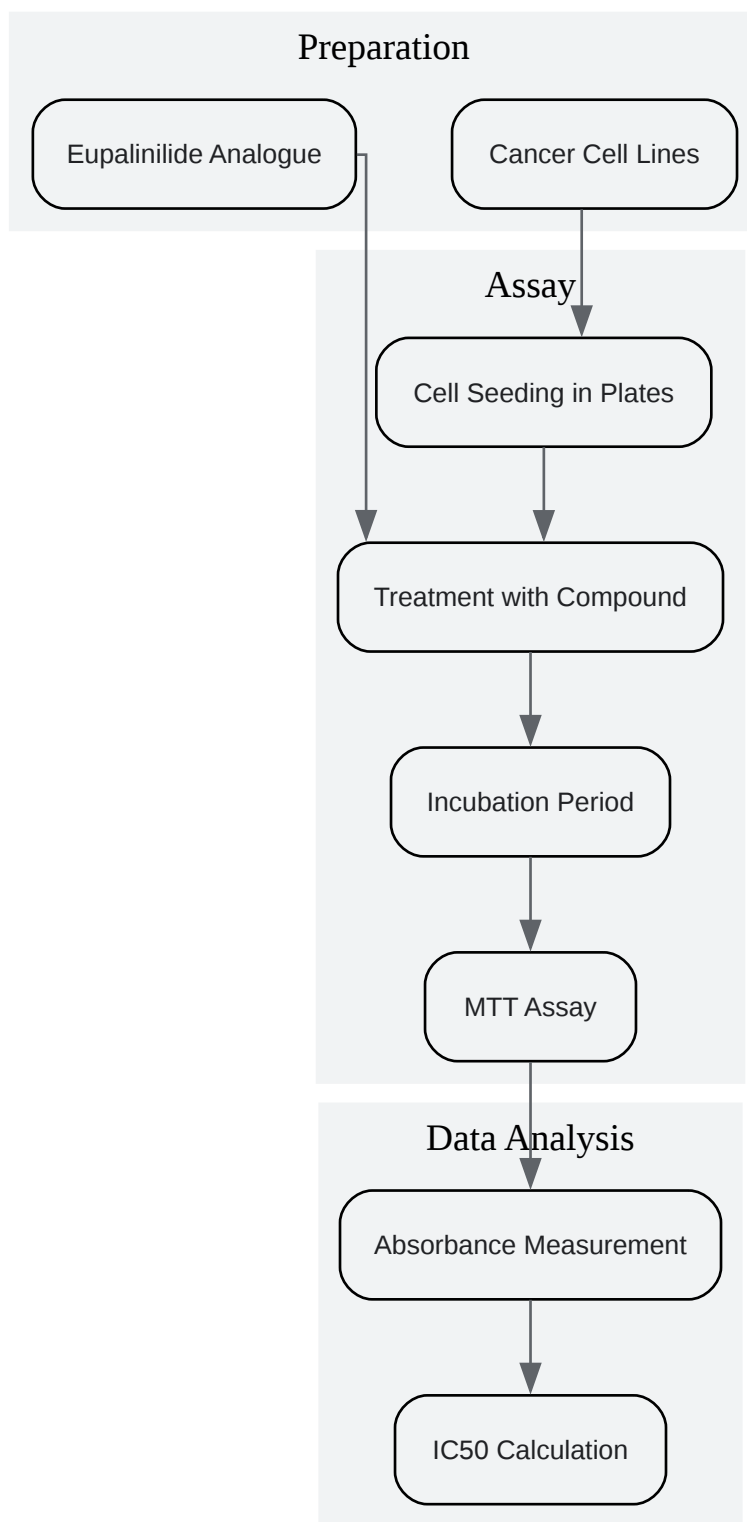 Preparation
Eupalinilide Analogue
Cancer Cell Lines
Assay
Cell Seeding in Plates
Treatment with Compound
Incubation Period
MTT Assay
Data Analysis
Absorbance Measurement
IC50 Calculation